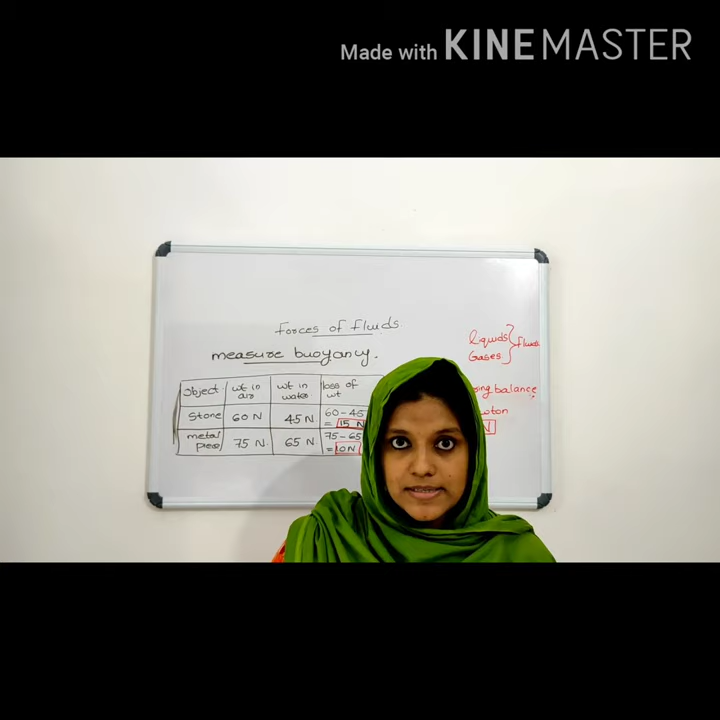 Made with KINEMASTER
Forces of Fluids
measure buoyancy.
liquids
Gases
fluids
Object
wt in air
wt in water
loss of wt
Stone
60 N
45 N
60-45
= 15 N
metal piece
75 N
65 N
75-65
= 10 N
balance
N